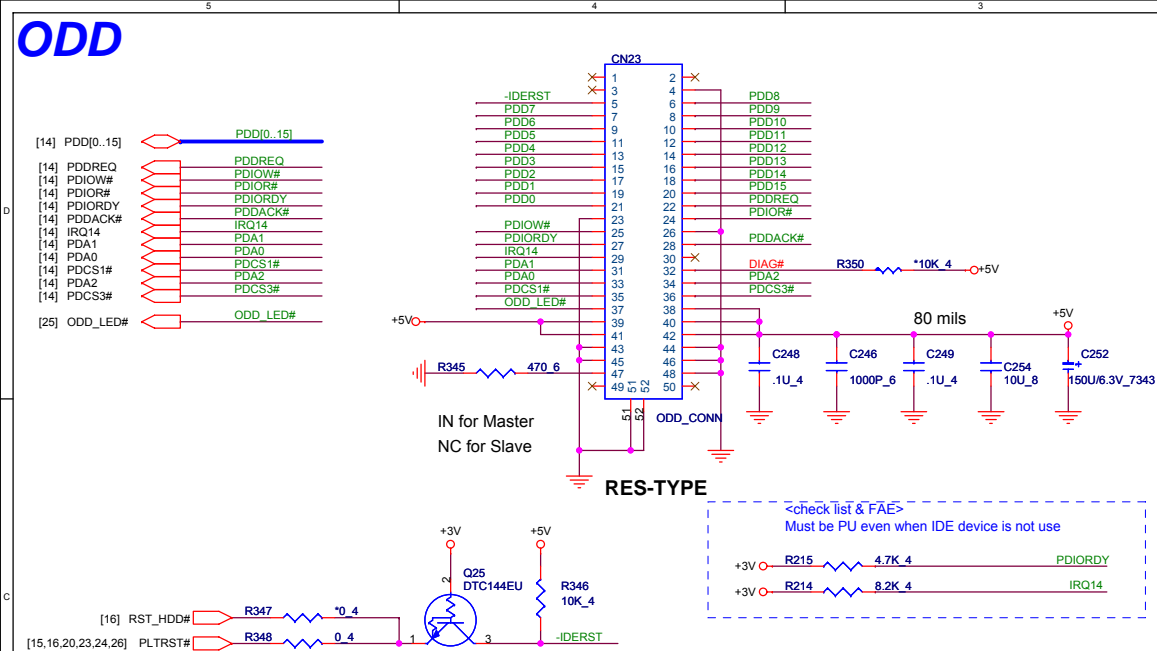 5 4 3
ODD
D
C
[14] PDD[0..15] PDD[0..15]
[14] PDDREQ PDDREQ
[14] PDIOW# PDIOW#
[14] PDIOR# PDIOR#
[14] PDIORDY PDIORDY
[14] PDDACK# PDDACK#
[14] IRQ14 IRQ14
[14] PDA1 PDA1
[14] PDA0 PDA0
[14] PDCS1# PDCS1#
[14] PDA2 PDA2
[14] PDCS3# PDCS3#
[25] ODD_LED# ODD_LED#
CN23
1 2
3 4
-IDERST 5 6 PDD8
PDD7 7 8 PDD9
PDD6 9 10 PDD10
PDD5 11 12 PDD11
PDD4 13 14 PDD12
PDD3 15 16 PDD13
PDD2 17 18 PDD14
PDD1 19 20 PDD15
PDD0 21 22 PDDREQ
23 24 PDIOR#
PDIOW# 25 26
PDIORDY 27 28 PDDACK#
IRQ14 29 30
PDA1 31 32 DIAG# R350 *10K_4 +5V
PDA0 33 34 PDA2
PDCS1# 35 36 PDCS3#
ODD_LED# 37 38
+5V 39 40
41 42 80 mils +5V
43 44
45 46
R345 470_6 47 48
49 50
51 52
51 52
ODD_CONN
C248 .1U_4
C246 1000P_6
C249 .1U_4
C254 10U_8
C252 + 150U/6.3V_7343
IN for Master
NC for Slave
RES-TYPE
<check list & FAE>
Must be PU even when IDE device is not use
+3V R215 4.7K_4 PDIORDY
+3V R214 8.2K_4 IRQ14
+3V +5V
2 Q25
DTC144EU
R346
10K_4
[16] RST_HDD# R347 *0_4
[15,16,20,23,24,26] PLTRST# R348 0_4 1 3 -IDERST